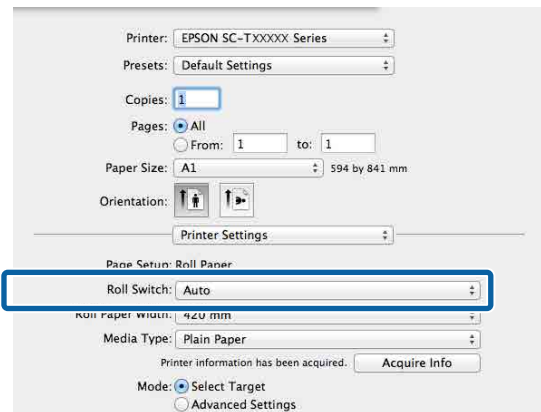 Printer: EPSON SC-TXXXXX Series
Presets: Default Settings
Copies: 1
Pages: All
From: 1 to: 1
Paper Size: A1 594 by 841 mm
Orientation:
Printer Settings
Page Setup: Roll Paper
Roll Switch: Auto
Roll Paper Width: 420 mm
Media Type: Plain Paper
Printer information has been acquired. Acquire Info
Mode: Select Target
Advanced Settings